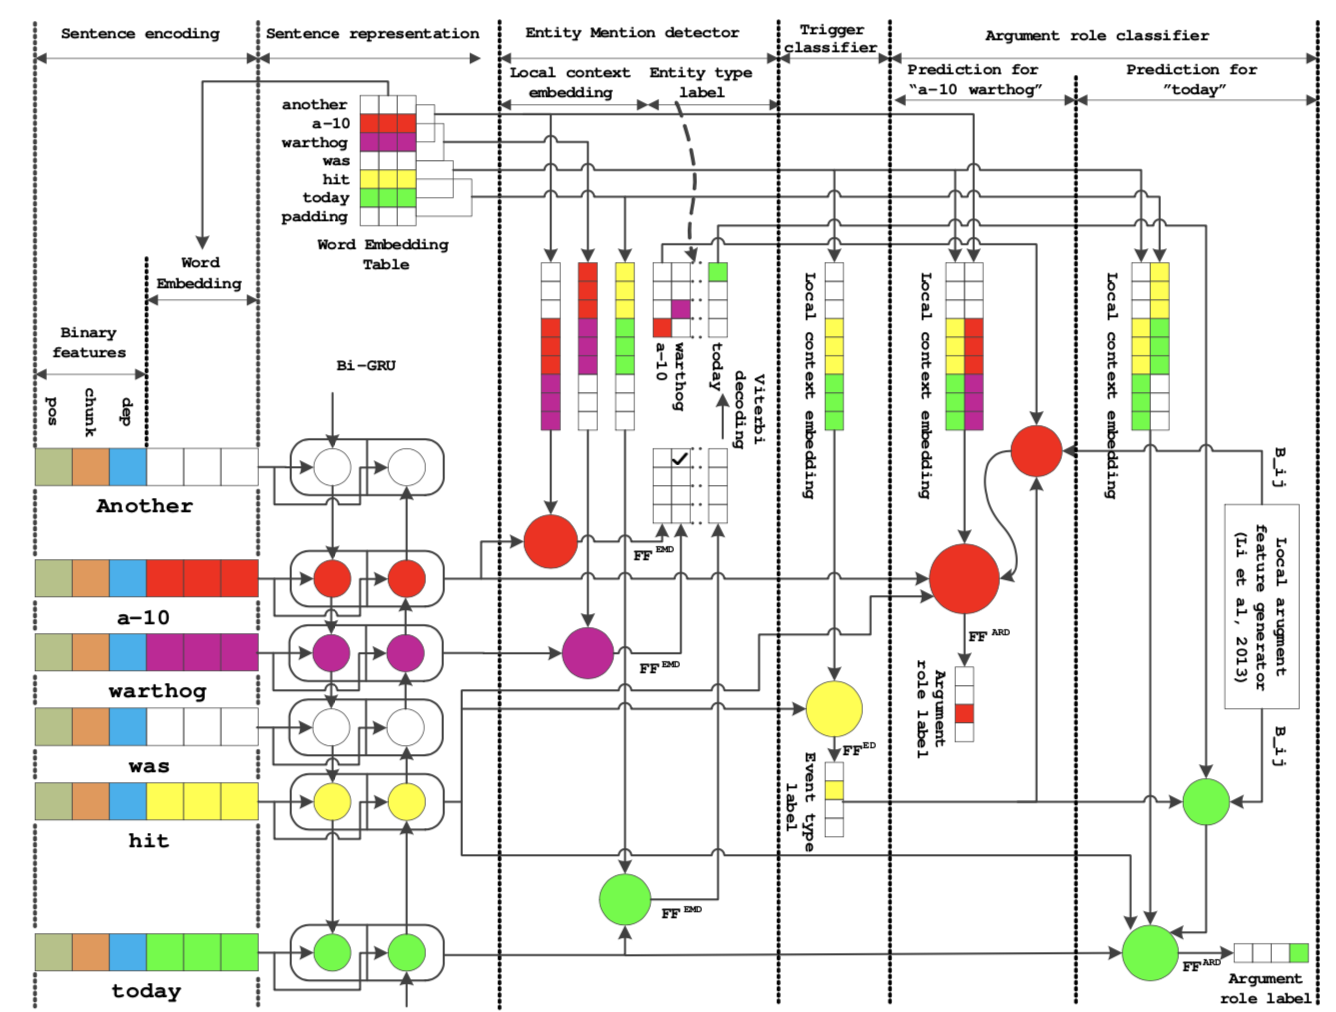 Sentence encoding
Sentence representation
Entity Mention detector
Trigger
classifier
Argument role classifier
Local context
embedding
Entity type
label
Prediction for
“a-10 warthog”
Prediction for
”today”
another
a-10
warthog
was
hit
today
padding
Word Embedding
Table
Word
Embedding
Binary
features
pos
chunk
dep
Bi-GRU
a-10
warthog
today
Viterbi
decoding
Local context embedding
Local context embedding
Local context embedding
B_ij
Local arugment
feature generator
(Li et al, 2013)
B_ij
Another
a-10
warthog
was
hit
today
FF EMD
FF EMD
FF EMD
FF ED
Event type
label
FF ARD
Argument
role label
FF ARD
Argument
role label